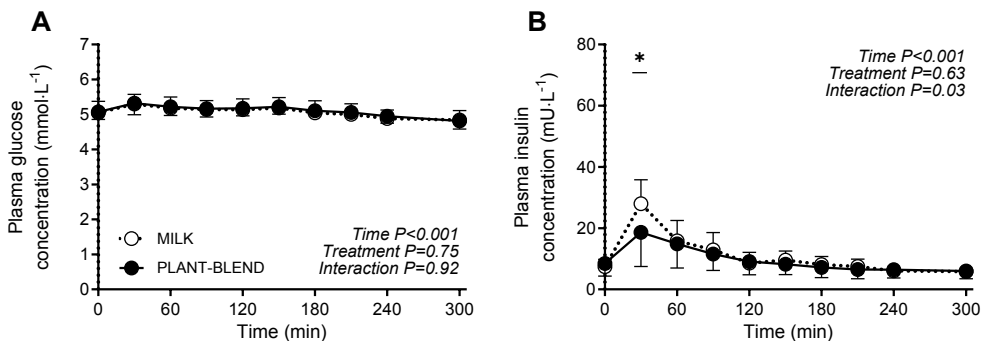 A
Plasma glucose
concentration (mmol·L⁻¹)
7
6
5
4
3
2
1
0
MILK
PLANT-BLEND
Time P<0.001
Treatment P=0.75
Interaction P=0.92
0 60 120 180 240 300
Time (min)
B
Plasma insulin
concentration (mU·L⁻¹)
80
60
40
20
0
*
Time P<0.001
Treatment P=0.63
Interaction P=0.03
0 60 120 180 240 300
Time (min)